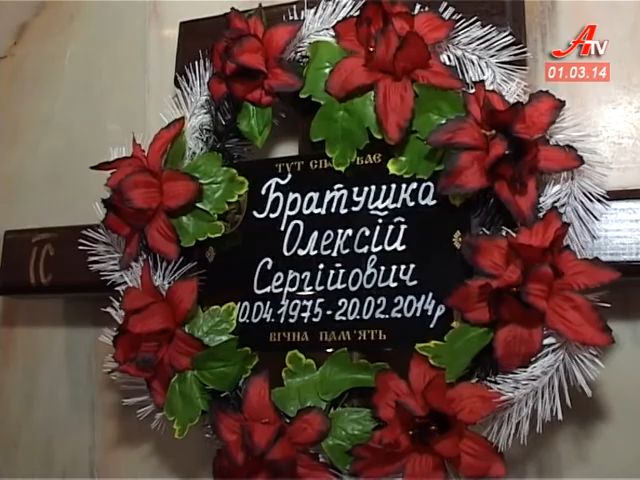 ATV
01.03.14
ТУТ СПОЧИВАЄ
Братушка
Олексій
Сергійович
10.04.1975-20.02.2014р
ВІЧНА ПАМ'ЯТЬ
ІС